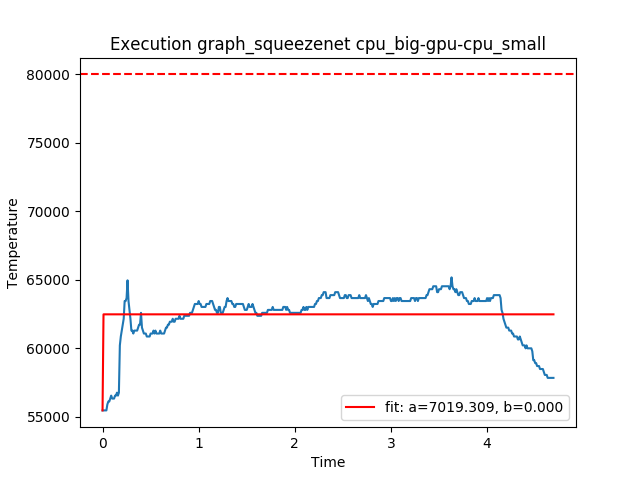 Execution graph_squeezenet cpu_big-gpu-cpu_small
80000
75000
70000
65000
60000
55000
Temperature
0 1 2 3 4
Time
fit: a=7019.309, b=0.000